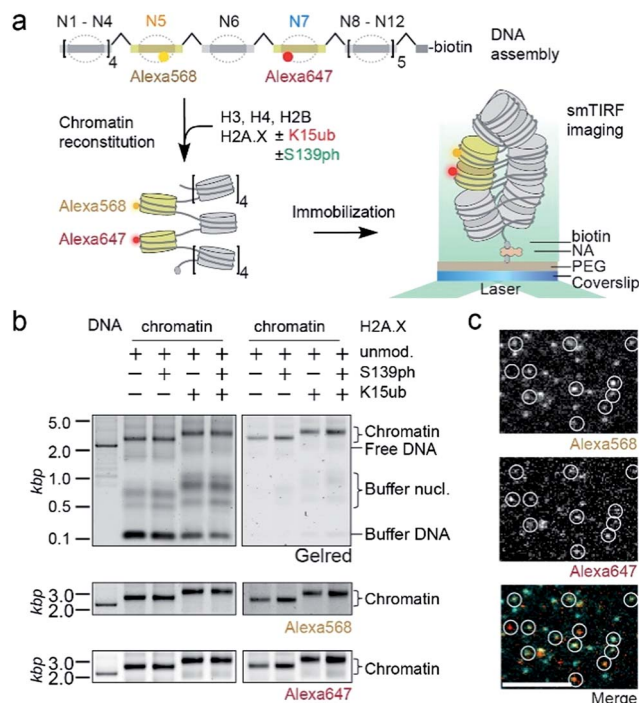 a
N1 - N4 N5 N6 N7 N8 - N12
4 5 -biotin
DNA
assembly
Alexa568 Alexa647
Chromatin
reconstitution
H3, H4, H2B
H2A.X ± K15ub
±S139ph
smTIRF
imaging
4
Alexa568
Alexa647
4
Immobilization
biotin
NA
PEG
Coverslip
Laser
b
DNA chromatin chromatin H2A.X
+ + + + + + + + unmod.
− + − + − + − + S139ph
− − + + − − + + K15ub
kbp
5.0
2.0
1.0
0.5
0.1
Chromatin
Free DNA
Buffer nucl.
Buffer DNA
Gelred
kbp
3.0
2.0
Chromatin
Alexa568
kbp
3.0
2.0
Chromatin
Alexa647
c
Alexa568
Alexa647
Merge